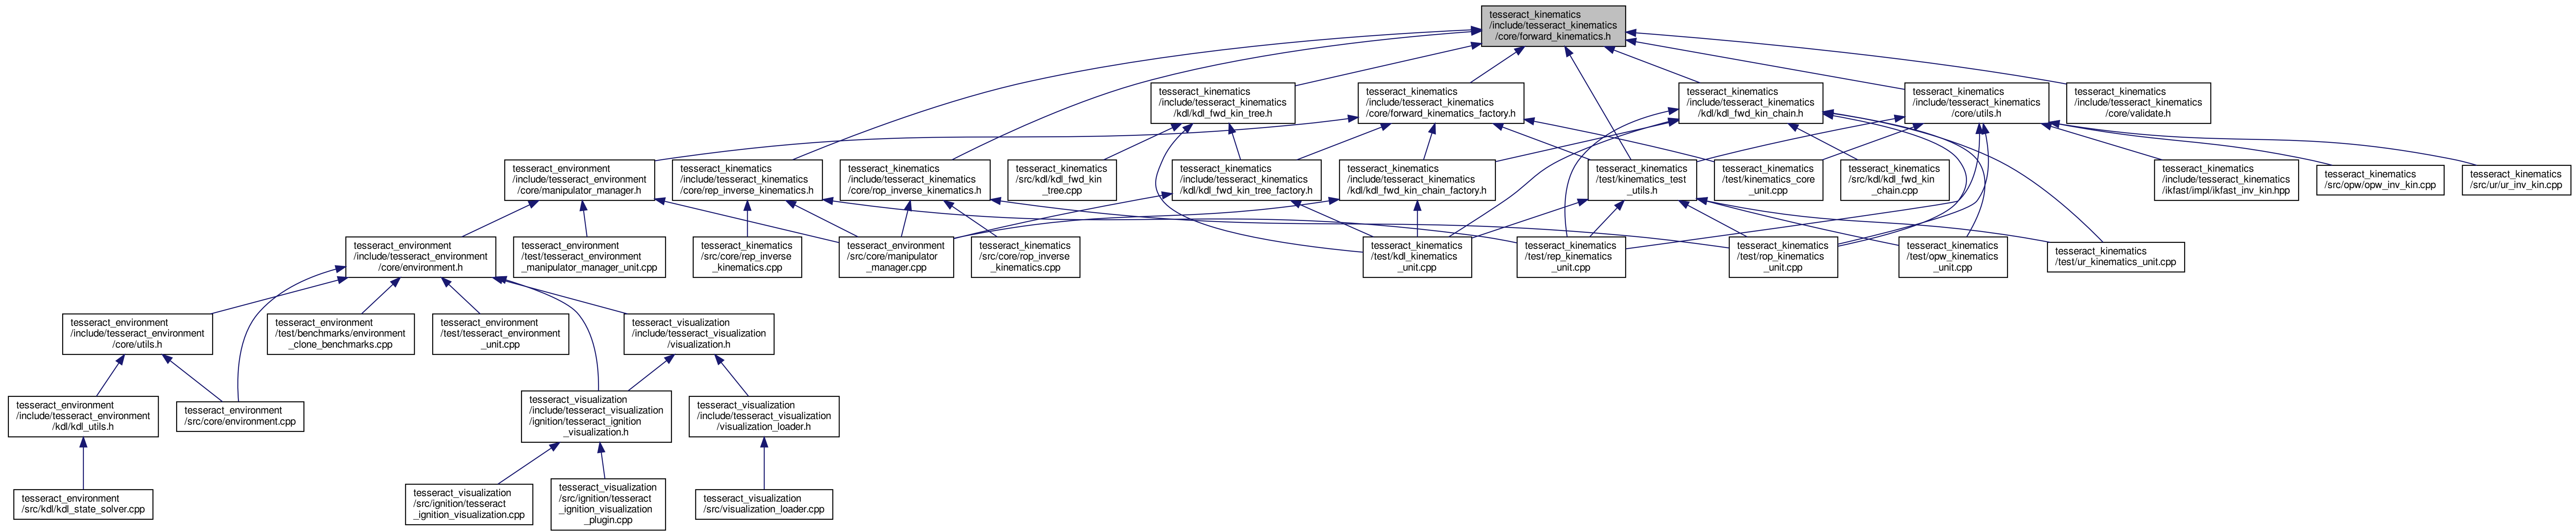 tesseract_kinematics
/include/tesseract_kinematics
/core/forward_kinematics.h
tesseract_kinematics
/include/tesseract_kinematics
/kdl/kdl_fwd_kin_tree.h
tesseract_kinematics
/include/tesseract_kinematics
/core/forward_kinematics_factory.h
tesseract_kinematics
/include/tesseract_kinematics
/kdl/kdl_fwd_kin_chain.h
tesseract_kinematics
/include/tesseract_kinematics
/core/utils.h
tesseract_kinematics
/include/tesseract_kinematics
/core/validate.h
tesseract_environment
/include/tesseract_environment
/core/manipulator_manager.h
tesseract_kinematics
/include/tesseract_kinematics
/core/rep_inverse_kinematics.h
tesseract_kinematics
/include/tesseract_kinematics
/core/rop_inverse_kinematics.h
tesseract_kinematics
/src/kdl/kdl_fwd_kin
_tree.cpp
tesseract_kinematics
/include/tesseract_kinematics
/kdl/kdl_fwd_kin_tree_factory.h
tesseract_kinematics
/include/tesseract_kinematics
/kdl/kdl_fwd_kin_chain_factory.h
tesseract_kinematics
/test/kinematics_test
_utils.h
tesseract_kinematics
/test/kinematics_core
_unit.cpp
tesseract_kinematics
/src/kdl/kdl_fwd_kin
_chain.cpp
tesseract_kinematics
/include/tesseract_kinematics
/ikfast/impl/ikfast_inv_kin.hpp
tesseract_kinematics
/src/opw/opw_inv_kin.cpp
tesseract_kinematics
/src/ur/ur_inv_kin.cpp
tesseract_environment
/include/tesseract_environment
/core/environment.h
tesseract_environment
/test/tesseract_environment
_manipulator_manager_unit.cpp
tesseract_kinematics
/src/core/rep_inverse
_kinematics.cpp
tesseract_environment
/src/core/manipulator
_manager.cpp
tesseract_kinematics
/src/core/rop_inverse
_kinematics.cpp
tesseract_kinematics
/test/kdl_kinematics
_unit.cpp
tesseract_kinematics
/test/rep_kinematics
_unit.cpp
tesseract_kinematics
/test/rop_kinematics
_unit.cpp
tesseract_kinematics
/test/opw_kinematics
_unit.cpp
tesseract_kinematics
/test/ur_kinematics_unit.cpp
tesseract_environment
/include/tesseract_environment
/core/utils.h
tesseract_environment
/test/benchmarks/environment
_clone_benchmarks.cpp
tesseract_environment
/test/tesseract_environment
_unit.cpp
tesseract_visualization
/include/tesseract_visualization
/visualization.h
tesseract_environment
/include/tesseract_environment
/kdl/kdl_utils.h
tesseract_environment
/src/core/environment.cpp
tesseract_visualization
/include/tesseract_visualization
/ignition/tesseract_ignition
_visualization.h
tesseract_visualization
/include/tesseract_visualization
/visualization_loader.h
tesseract_environment
/src/kdl/kdl_state_solver.cpp
tesseract_visualization
/src/ignition/tesseract
_ignition_visualization.cpp
tesseract_visualization
/src/ignition/tesseract
_ignition_visualization
_plugin.cpp
tesseract_visualization
/src/visualization_loader.cpp